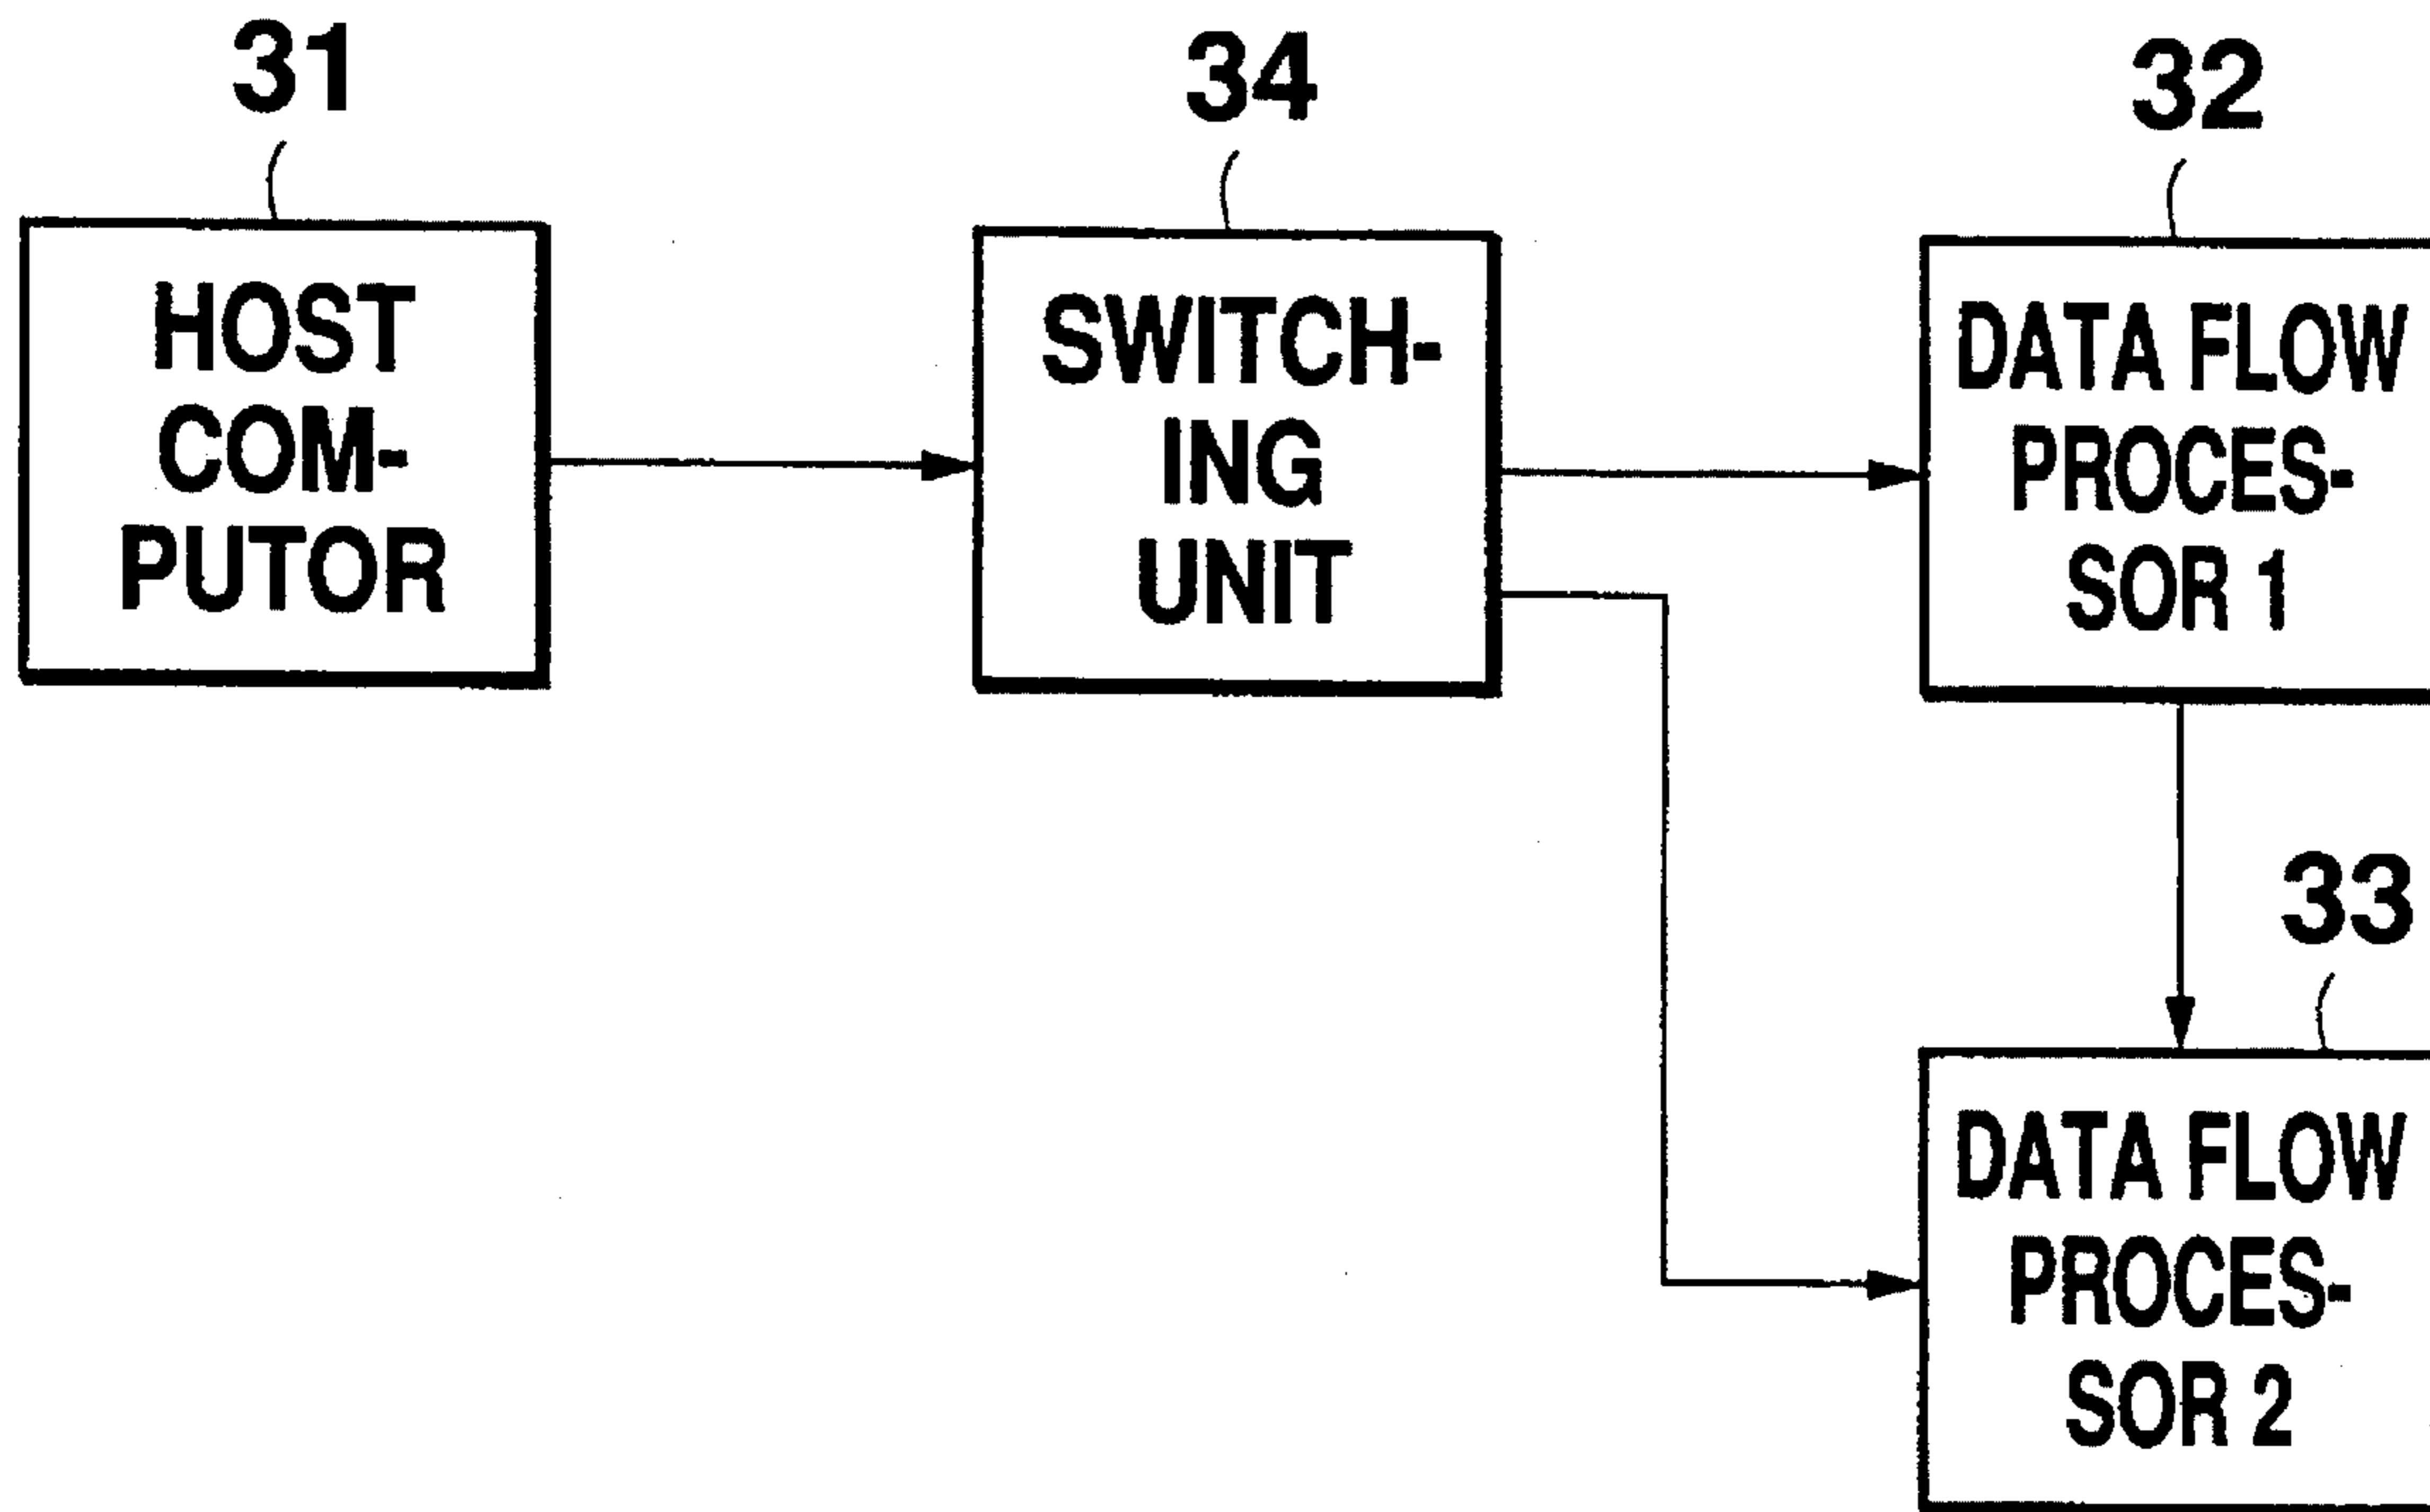 31
34
32
HOST
COM-
PUTOR
SWITCH-
ING
UNIT
DATA FLOW
PROCES-
SOR 1
33
DATA FLOW
PROCES-
SOR 2